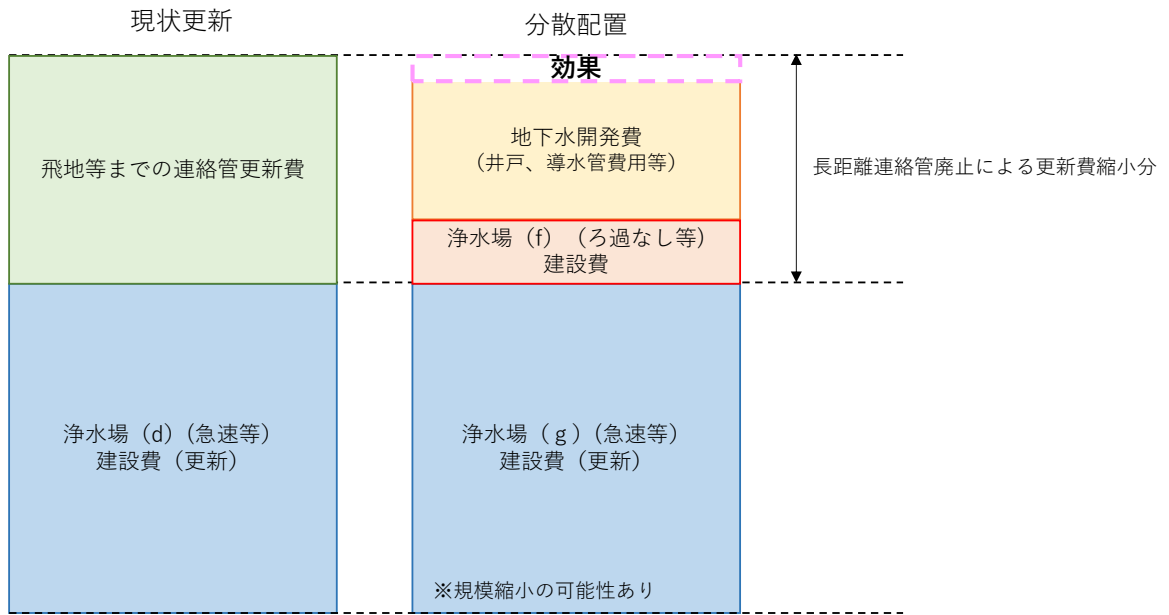 現状更新
分散配置
飛地等までの連絡管更新費
浄水場（d）(急速等）
建設費（更新）
効果
地下水開発費
（井戸、導水管費用等）
浄水場（f）（ろ過なし等）
建設費
浄水場（ｇ）(急速等）
建設費（更新）
※規模縮小の可能性あり
長距離連絡管廃止による更新費縮小分